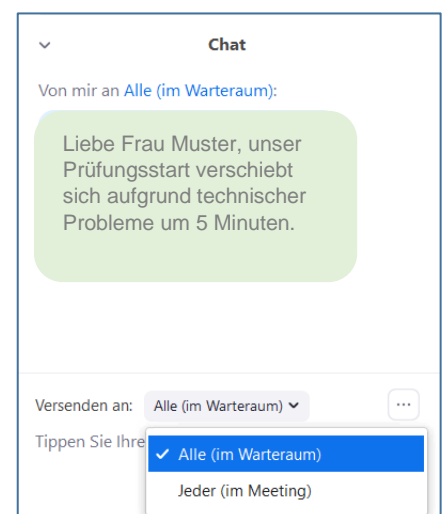 Chat
Von mir an Alle (im Warteraum):
Liebe Frau Muster, unser
Prüfungsstart verschiebt
sich aufgrund technischer
Probleme um 5 Minuten.
Versenden an: Alle (im Warteraum)
Tippen Sie Ihre
Alle (im Warteraum)
Jeder (im Meeting)